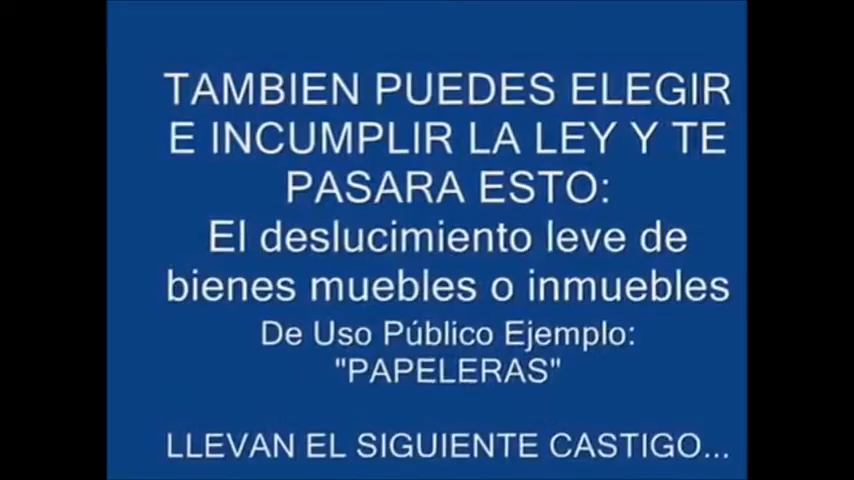 TAMBIEN PUEDES ELEGIR
E INCUMPLIR LA LEY Y TE
PASARA ESTO:
El deslucimiento leve de
bienes muebles o inmuebles
De Uso Público Ejemplo:
"PAPELERAS"
LLEVAN EL SIGUIENTE CASTIGO...